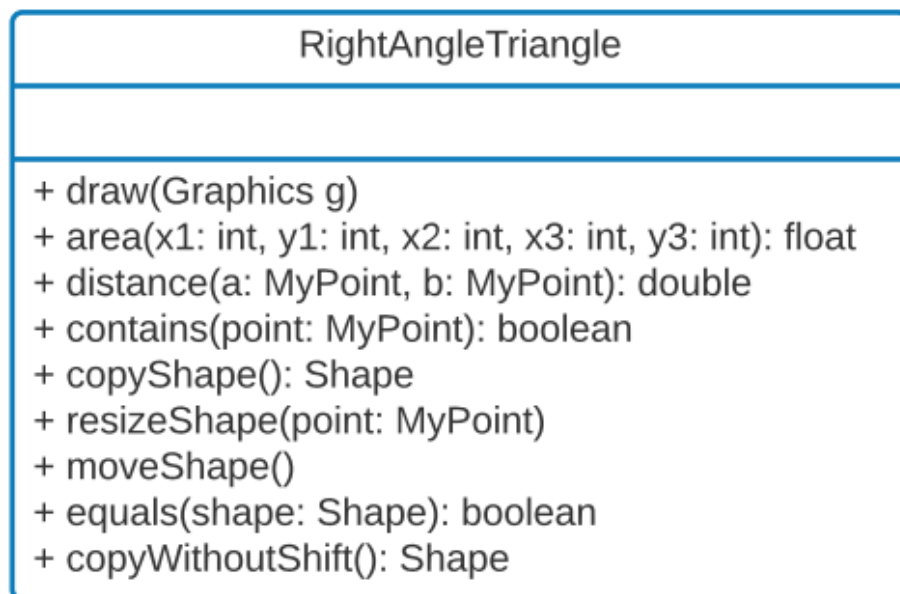 RightAngleTriangle
+ draw(Graphics g)
+ area(x1: int, y1: int, x2: int, x3: int, y3: int): float
+ distance(a: MyPoint, b: MyPoint): double
+ contains(point: MyPoint): boolean
+ copyShape(): Shape
+ resizeShape(point: MyPoint)
+ moveShape()
+ equals(shape: Shape): boolean
+ copyWithoutShift(): Shape